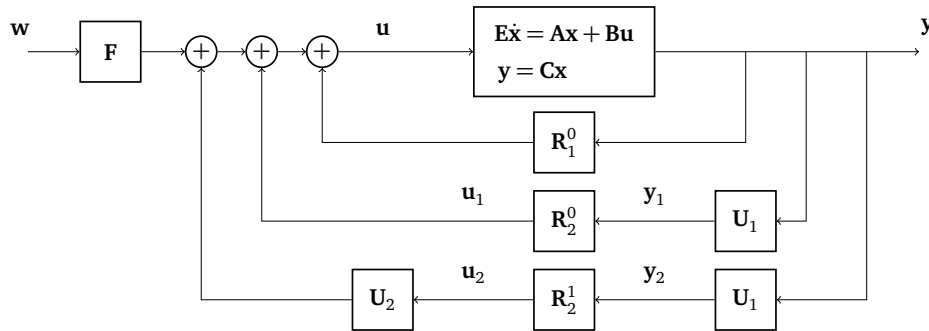 w
F
+
+
+
u
Eẋ = Ax + Bu
y = Cx
y
R₁⁰
u₁
R₂⁰
y₁
U₁
U₂
u₂
R₂¹
y₂
U₁